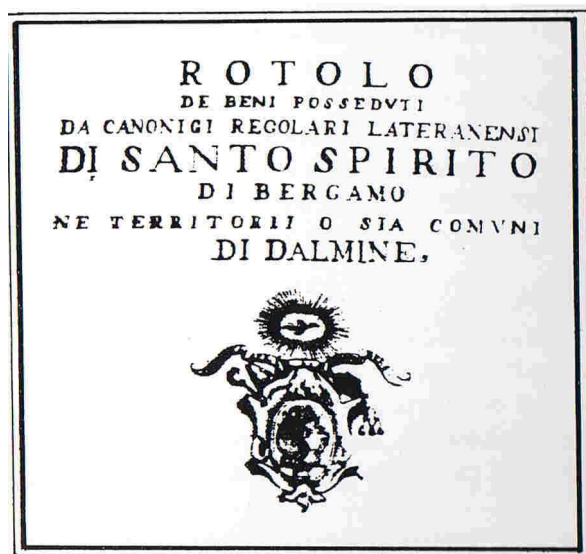 ROTOLO
DE BENI POSSEDVTI
DA CANONICI REGOLARI LATERANENSI
DI SANTO SPIRITO
DI BERGAMO
NE TERRITORII O SIA COMVNI
DI DALMINE,